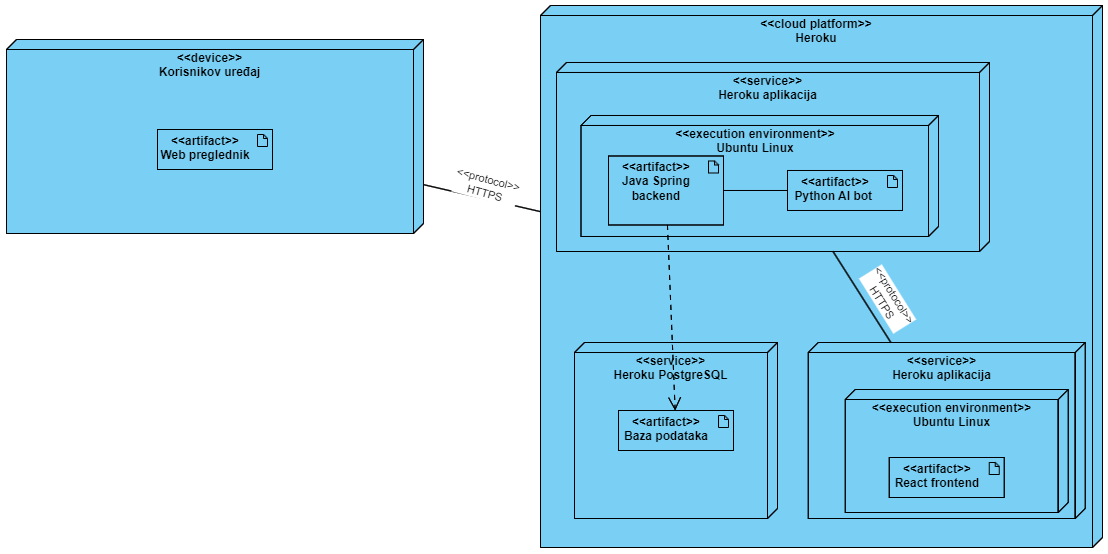 <<device>>
Korisnikov uređaj
<<artifact>>
Web preglednik
<<protocol>>
HTTPS
<<cloud platform>>
Heroku
<<service>>
Heroku aplikacija
<<execution environment>>
Ubuntu Linux
<<artifact>>
Java Spring
backend
<<artifact>>
Python AI bot
<<protocol>>
HTTPS
<<service>>
Heroku PostgreSQL
<<artifact>>
Baza podataka
<<service>>
Heroku aplikacija
<<execution environment>>
Ubuntu Linux
<<artifact>>
React frontend